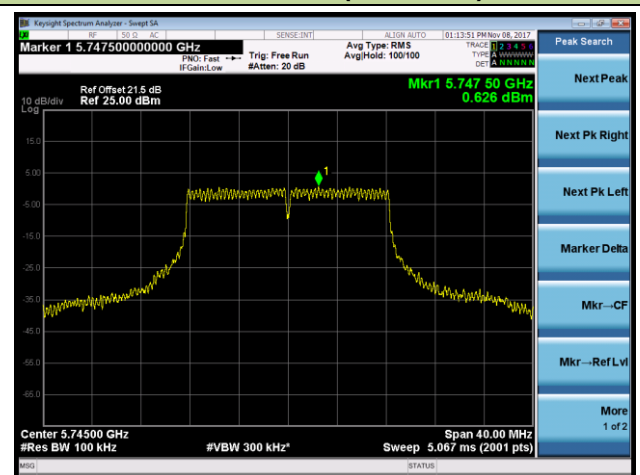 Keysight Spectrum Analyzer - Swept SA
RF 50 Ω AC SENSE:INT ALIGN AUTO 01:13:51 PM Nov 08, 2017
Marker 1 5.747500000000 GHz
PNO: Fast
IFGain:Low
Trig: Free Run
#Atten: 20 dB
Avg Type: RMS
Avg|Hold: 100/100
TRACE 1 2 3 4 5 6
TYPE A WWWWW
DET A N N N N N
Peak Search
Next Peak
Next Pk Right
Next Pk Left
Marker Delta
Mkr→CF
Mkr→Ref Lvl
More
1 of 2
Ref Offset 21.5 dB
10 dB/div Ref 25.00 dBm
Log
Mkr1 5.747 50 GHz
0.626 dBm
1
15.0
5.00
-5.00
-15.0
-25.0
-35.0
-45.0
-55.0
-65.0
Center 5.74500 GHz Span 40.00 MHz
#Res BW 100 kHz #VBW 300 kHz* Sweep 5.067 ms (2001 pts)
MSG STATUS